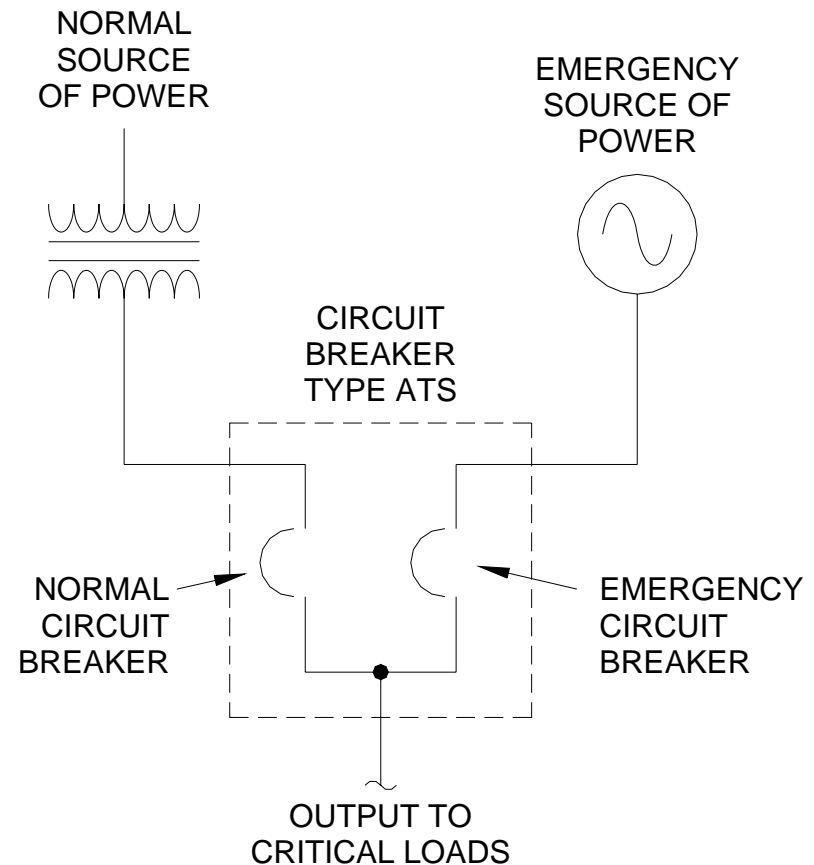 NORMAL
SOURCE
OF POWER
EMERGENCY
SOURCE OF
POWER
CIRCUIT
BREAKER
TYPE ATS
NORMAL
CIRCUIT
BREAKER
EMERGENCY
CIRCUIT
BREAKER
OUTPUT TO
CRITICAL LOADS